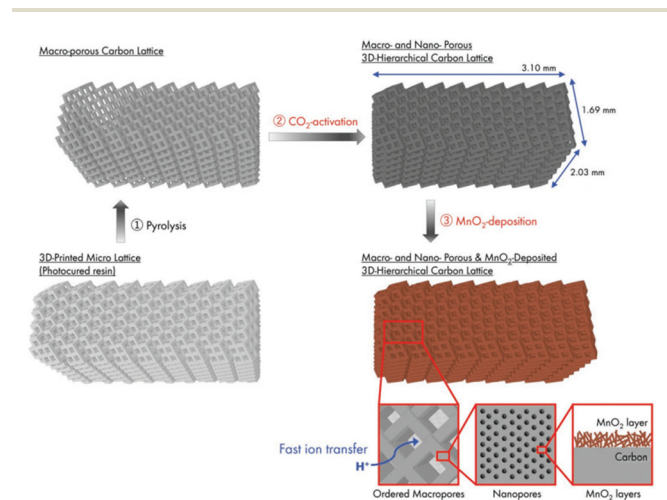 Macro-porous Carbon Lattice
Macro- and Nano- Porous
3D-Hierarchical Carbon Lattice
3.10 mm
② CO₂-activation
1.69 mm
2.03 mm
① Pyrolysis
③ MnO₂-deposition
3D-Printed Micro Lattice
(Photocured resin)
Macro- and Nano- Porous & MnO₂-Deposited
3D-Hierarchical Carbon Lattice
Fast ion transfer
H⁺
MnO₂ layer
Carbon
Ordered Macropores
Nanopores
MnO₂ layers